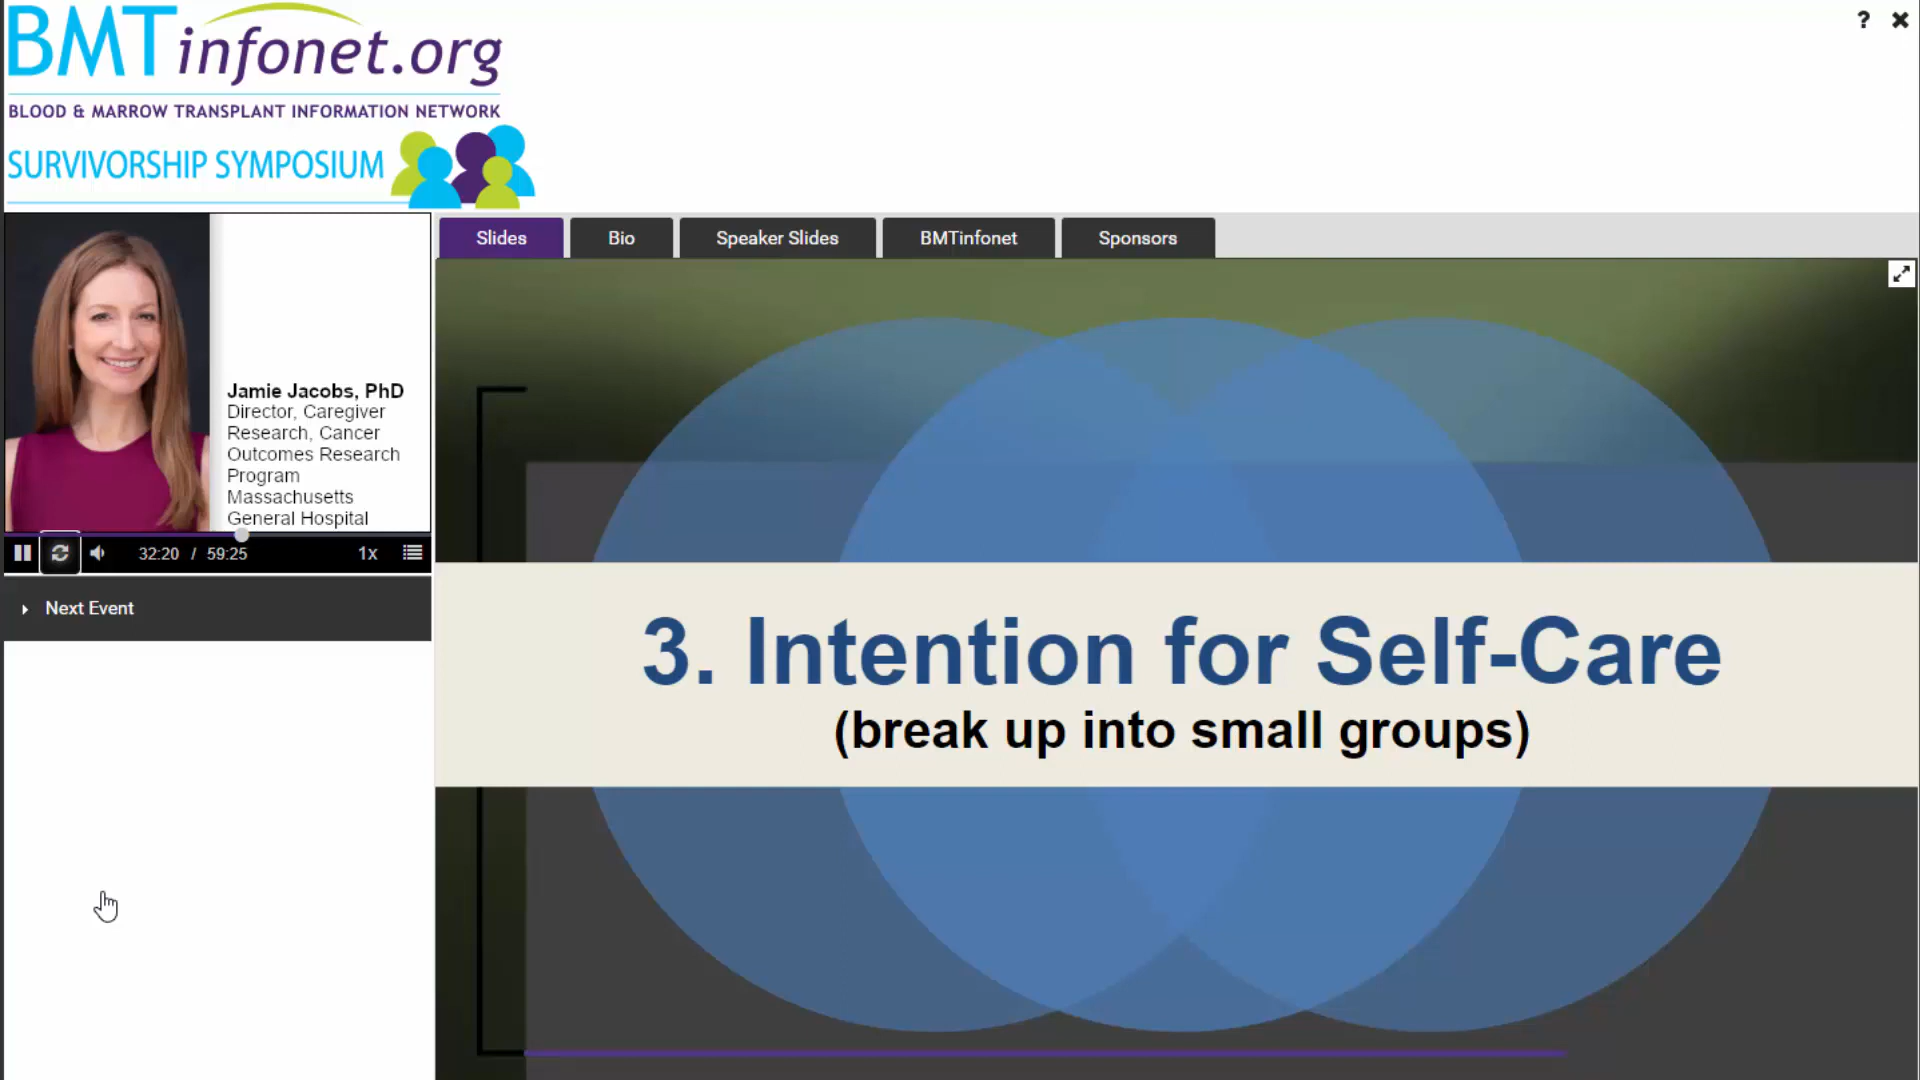 BMTinfonet.org
BLOOD & MARROW TRANSPLANT INFORMATION NETWORK
SURVIVORSHIP SYMPOSIUM
?
Jamie Jacobs, PhD
Director, Caregiver
Research, Cancer
Outcomes Research
Program
Massachusetts
General Hospital
32:20 / 59:25 1x
Next Event
Slides Bio Speaker Slides BMTinfonet Sponsors
3. Intention for Self-Care
(break up into small groups)